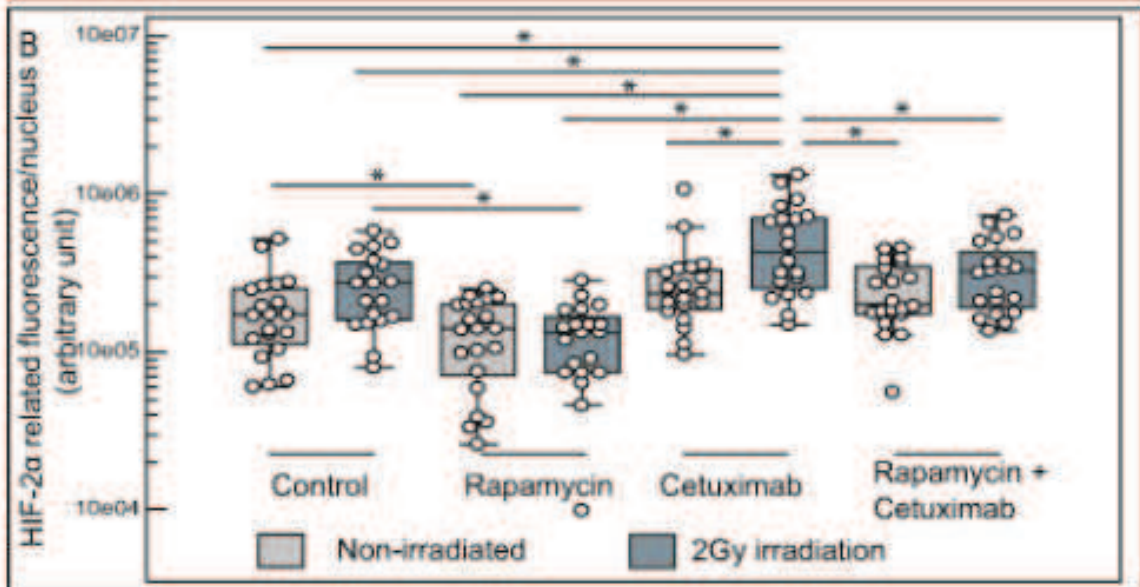 HIF-2α related fluorescence/nucleus B
(arbitrary unit)
10e07
10e06
10e05
10e04
*
*
*
*
*
*
*
*
*
Control
Rapamycin
Cetuximab
Rapamycin +
Cetuximab
Non-irradiated
2Gy irradiation